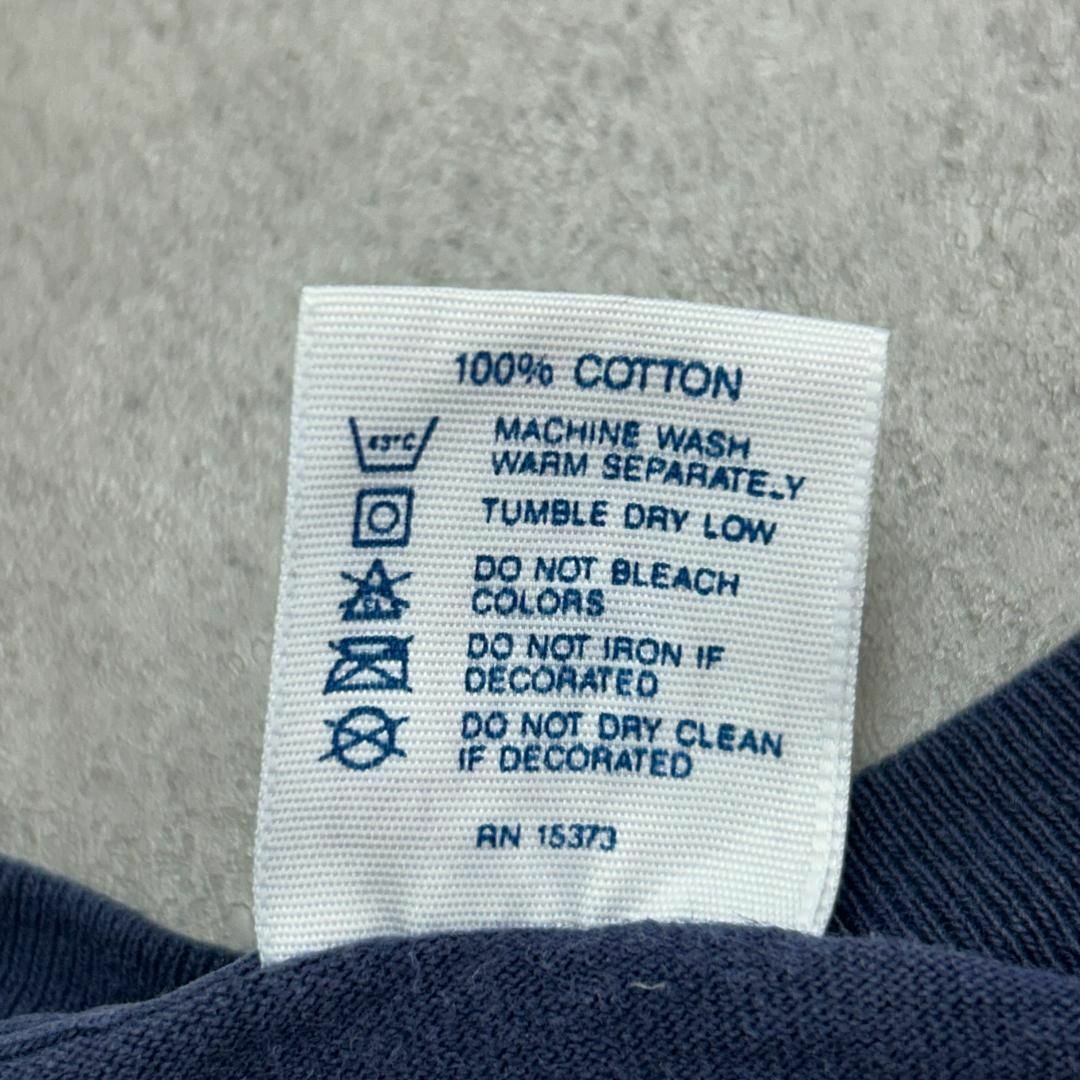 100% COTTON
43°C
MACHINE WASH
WARM SEPARATELY
TUMBLE DRY LOW
DO NOT BLEACH
COLORS
DO NOT IRON IF
DECORATED
DO NOT DRY CLEAN
IF DECORATED
RN 15373